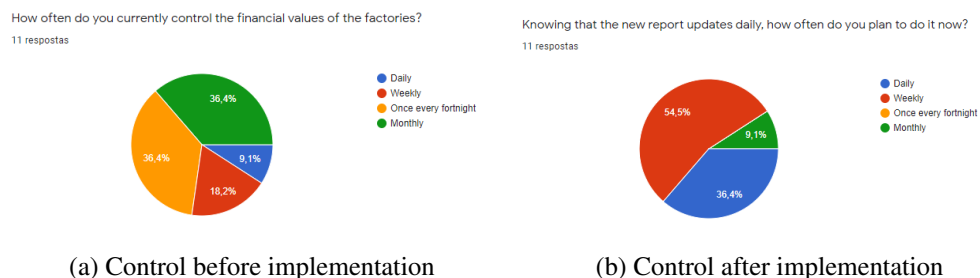 How often do you currently control the financial values of the factories?
11 respostas
36,4%
36,4%
18,2%
9,1%
Daily
Weekly
Once every fortnight
Monthly
(a) Control before implementation
Knowing that the new report updates daily, how often do you plan to do it now?
11 respostas
54,5%
9,1%
36,4%
Daily
Weekly
Once every fortnight
Monthly
(b) Control after implementation